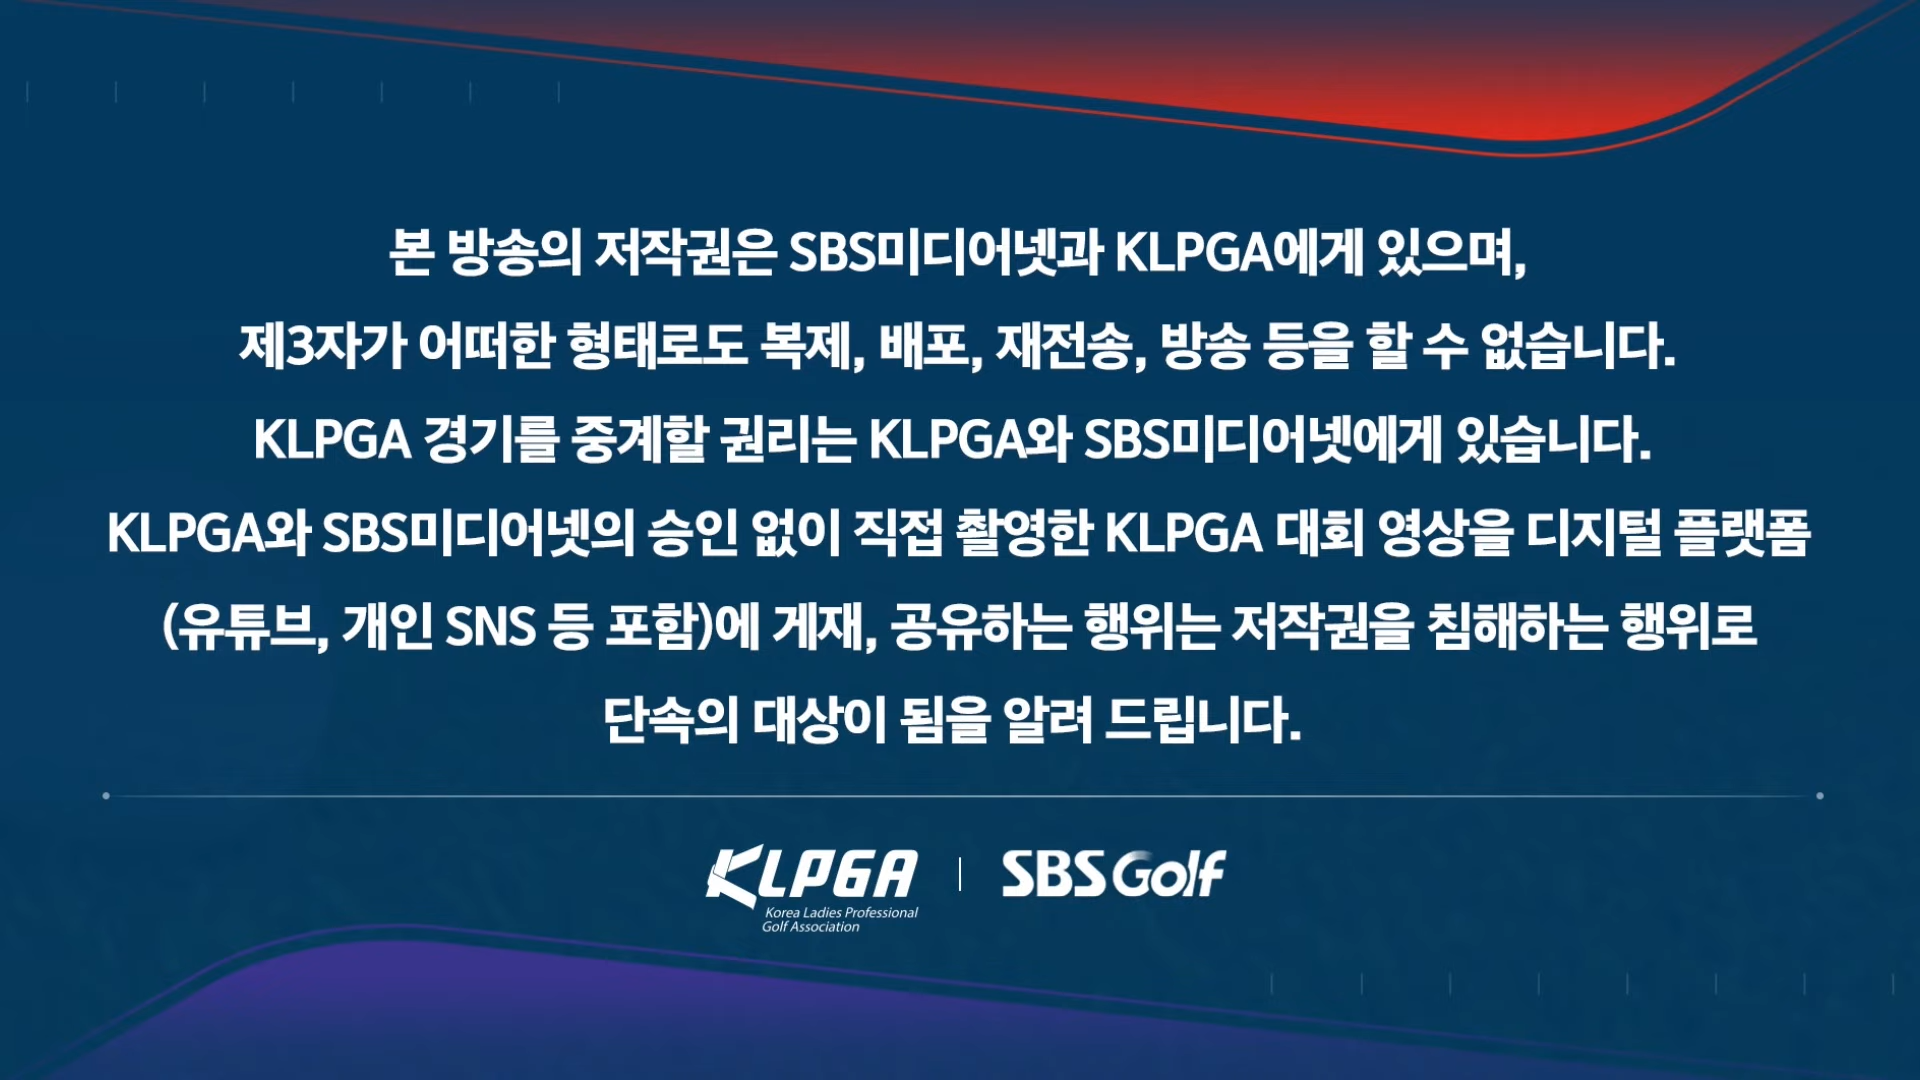 본 방송의 저작권은 SBS미디어넷과 KLPGA에게 있으며,
제3자가 어떠한 형태로도 복제, 배포, 재전송, 방송 등을 할 수 없습니다.
KLPGA 경기를 중계할 권리는 KLPGA와 SBS미디어넷에게 있습니다.
KLPGA와 SBS미디어넷의 승인 없이 직접 촬영한 KLPGA 대회 영상을 디지털 플랫폼
(유튜브, 개인 SNS 등 포함)에 게재, 공유하는 행위는 저작권을 침해하는 행위로
단속의 대상이 됨을 알려 드립니다.
KLPGA
Korea Ladies Professional
Golf Association
SBS Golf